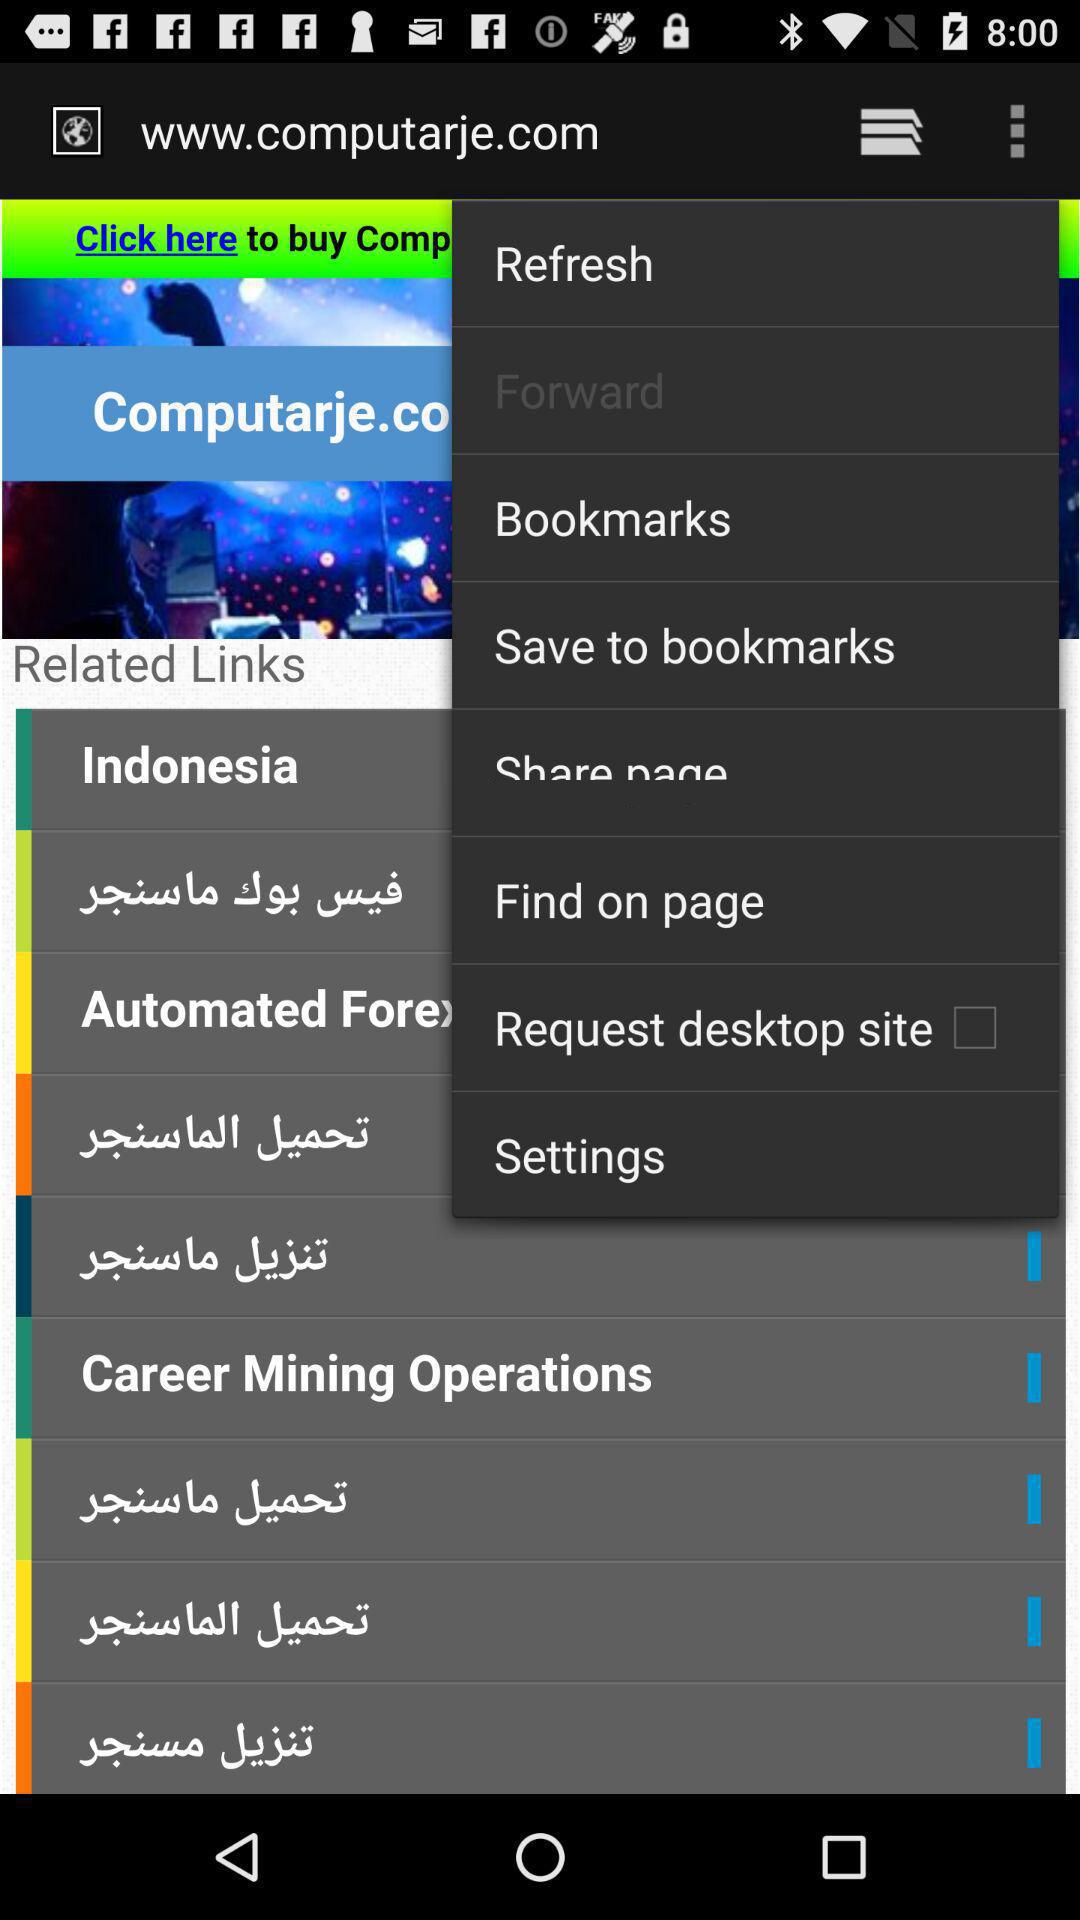 FAK 8:00
www.computarje.com
Click here to buy Comp
Computarje.co
Related Links
Indonesia
فيس بوك ماسنجر
Automated Forex
تحميل الماسنجر
تنزيل ماسنجر
Career Mining Operations
تحميل ماسنجر
تحميل الماسنجر
تنزيل مسنجر
Refresh
Forward
Bookmarks
Save to bookmarks
Share page
Find on page
Request desktop site
Settings